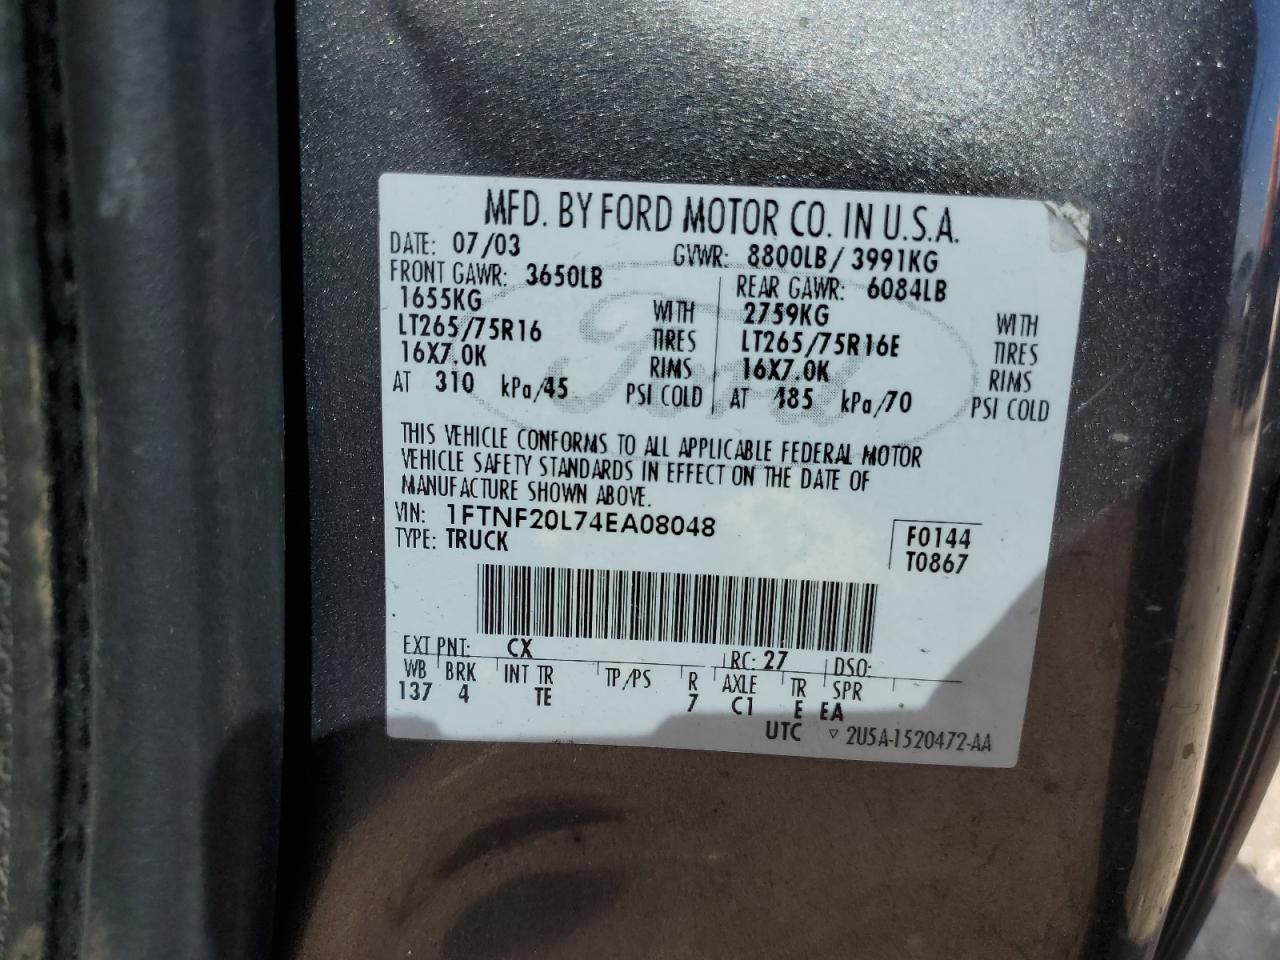 MFD. BY FORD MOTOR CO. IN U.S.A.
DATE: 07/03 GVWR: 8800LB/ 3991KG
FRONT GAWR: 3650LB REAR GAWR: 6084LB
1655KG WITH 2759KG WITH
LT265/75R16 TIRES LT265/75R16E TIRES
16X7.0K RIMS 16X7.0K RIMS
AT 310 kPa/45 PSI COLD AT 485 kPa/70 PSI COLD
Ford
THIS VEHICLE CONFORMS TO ALL APPLICABLE FEDERAL MOTOR
VEHICLE SAFETY STANDARDS IN EFFECT ON THE DATE OF
MANUFACTURE SHOWN ABOVE.
VIN: 1FTNF20L74EA08048 F0144
TYPE: TRUCK T0867
EXT PNT: CX RC: 27 DSO:
WB BRK INT TR TP/PS R AXLE TR SPR
137 4 TE 7 C1 E EA
UTC ▽ 2U5A-1520472-AA